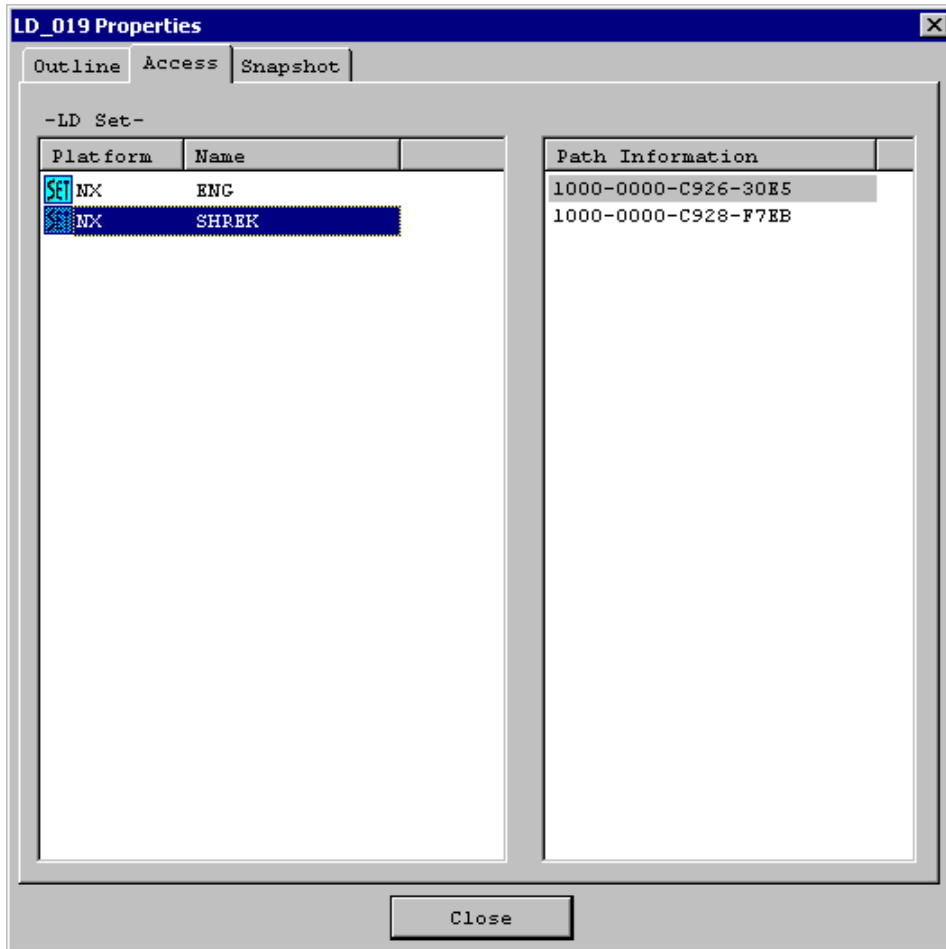 LD_019 Properties
Outline Access Snapshot
-LD Set-
Platform Name
SET NX ENG
SET NX SHREK
Path Information
1000-0000-C926-30E5
1000-0000-C928-F7EB
Close